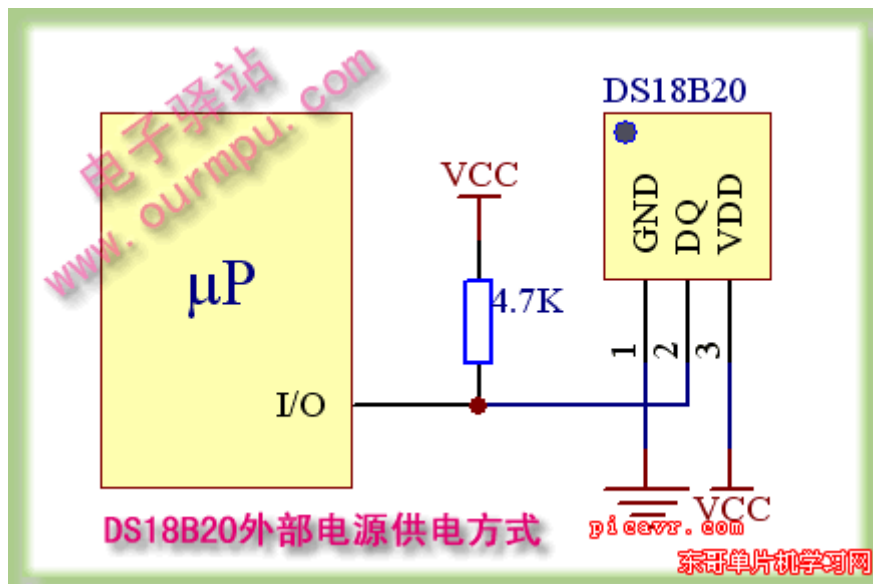 电子驿站
www.ourmpu.com
DS18B20
VCC
GND
DQ
VDD
µP
4.7K
1
2
3
I/O
VCC
DS18B20外部电源供电方式
picavr.com
东哥单片机学习网